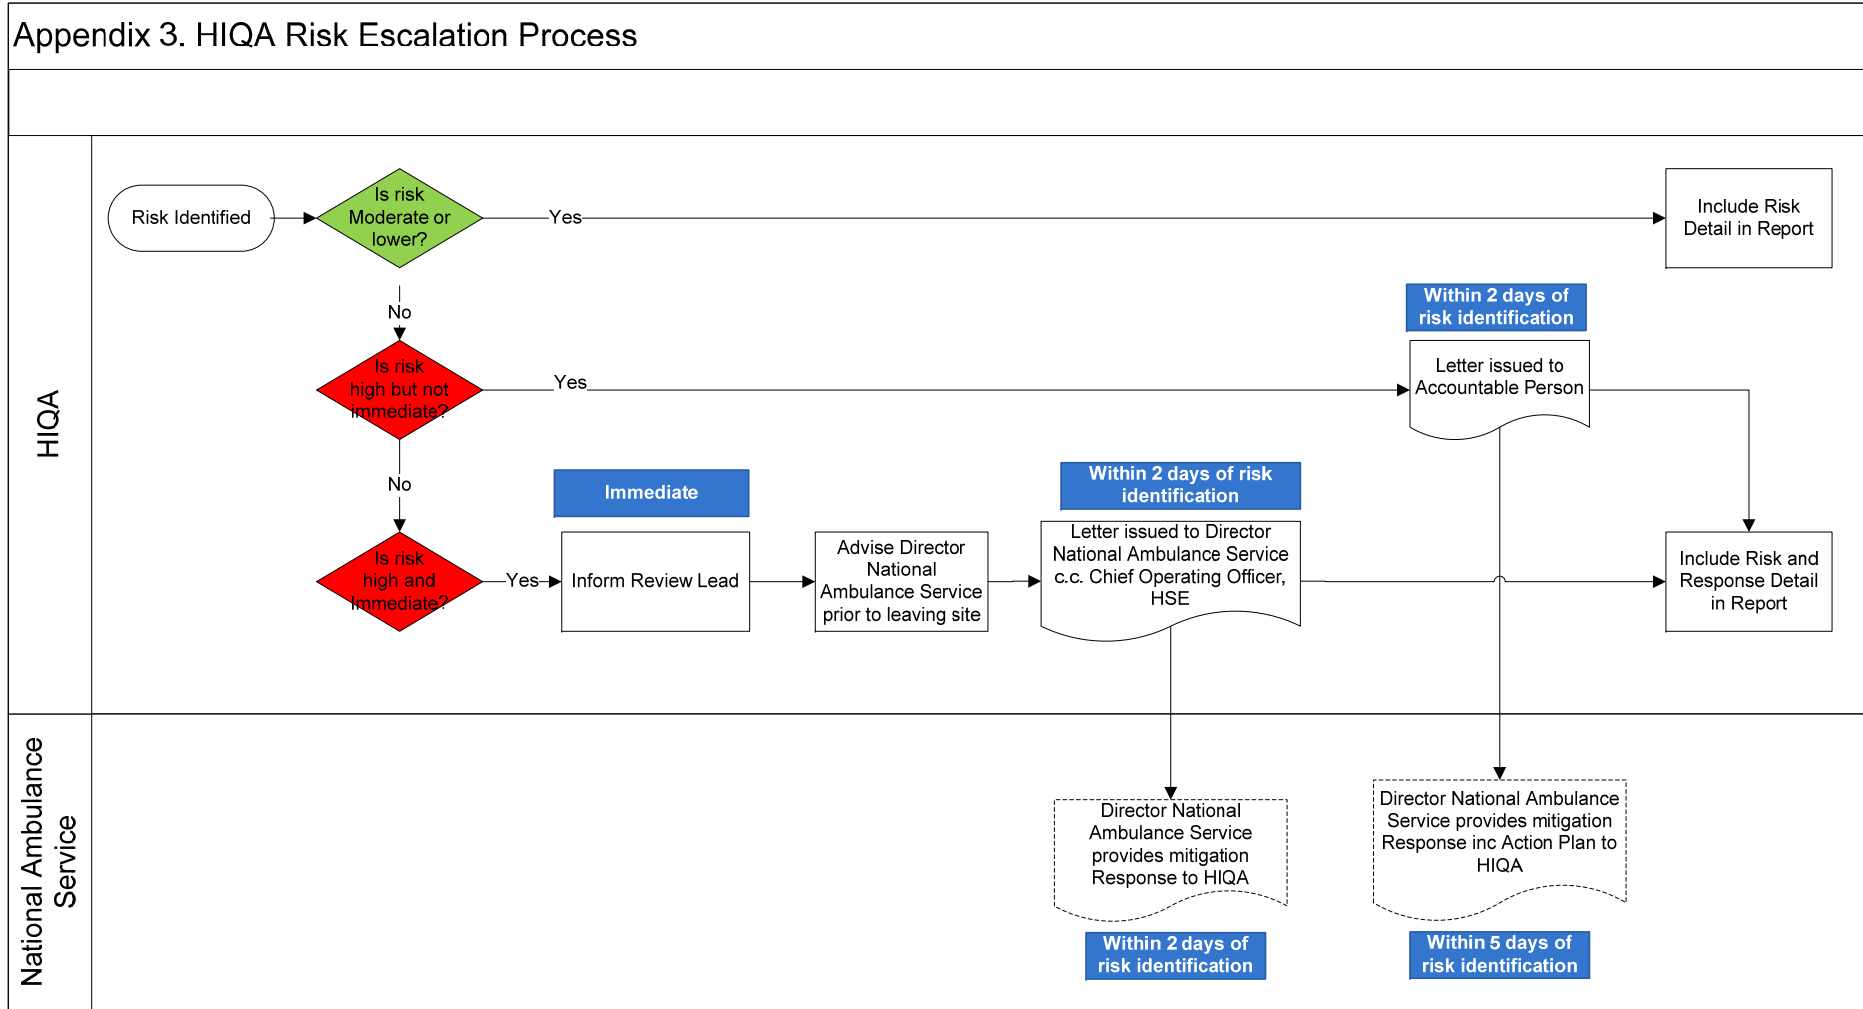 Appendix 3. HIQA Risk Escalation Process
HIQA
Risk Identified
Is risk
Moderate or
lower?
Yes
Include Risk
Detail in Report
No
Within 2 days of
risk identification
Is risk
high but not
immediate?
Yes
Letter issued to
Accountable Person
No
Immediate
Within 2 days of risk
identification
Is risk
high and
Immediate?
Yes
Inform Review Lead
Advise Director
National
Ambulance Service
prior to leaving site
Letter issued to Director
National Ambulance Service
c.c. Chief Operating Officer,
HSE
Include Risk and
Response Detail
in Report
National Ambulance
Service
Director National
Ambulance Service
provides mitigation
Response to HIQA
Within 2 days of
risk identification
Director National Ambulance
Service provides mitigation
Response inc Action Plan to
HIQA
Within 5 days of
risk identification